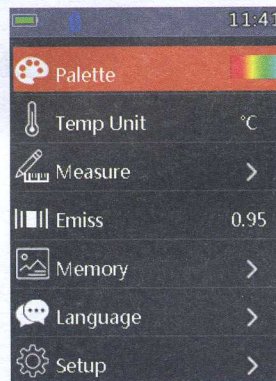 11:41
Palette
Temp Unit °C
Measure
Emiss 0.95
Memory
Language
Setup